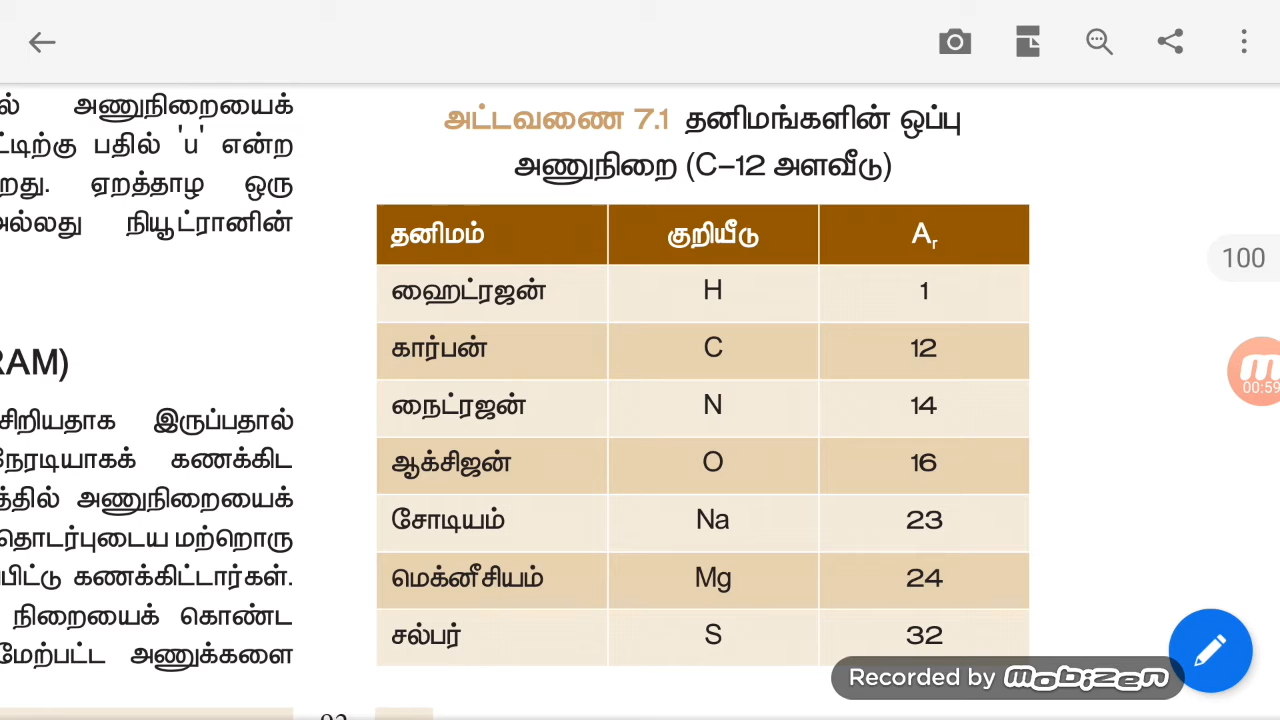 ல் அணுநிறையைக்
ட்டிற்கு பதில் 'u' என்ற
றது. ஏறத்தாழ ஒரு
அல்லது நியூட்ரானின்
RAM)
சிறியதாக இருப்பதால்
நேரடியாகக் கணக்கிட
த்தில் அணுநிறையைக்
தொடர்புடைய மற்றொரு
பிட்டு கணக்கிட்டார்கள்.
நிறையைக் கொண்ட
மேற்பட்ட அணுக்களை
அட்டவணை 7.1 தனிமங்களின் ஒப்பு
அணுநிறை (C-12 அளவீடு)
தனிமம் குறியீடு Ar
ஹைட்ரஜன் H 1
கார்பன் C 12
நைட்ரஜன் N 14
ஆக்சிஜன் O 16
சோடியம் Na 23
மெக்னீசியம் Mg 24
சல்பர் S 32
100
00:59
Recorded by mobizen